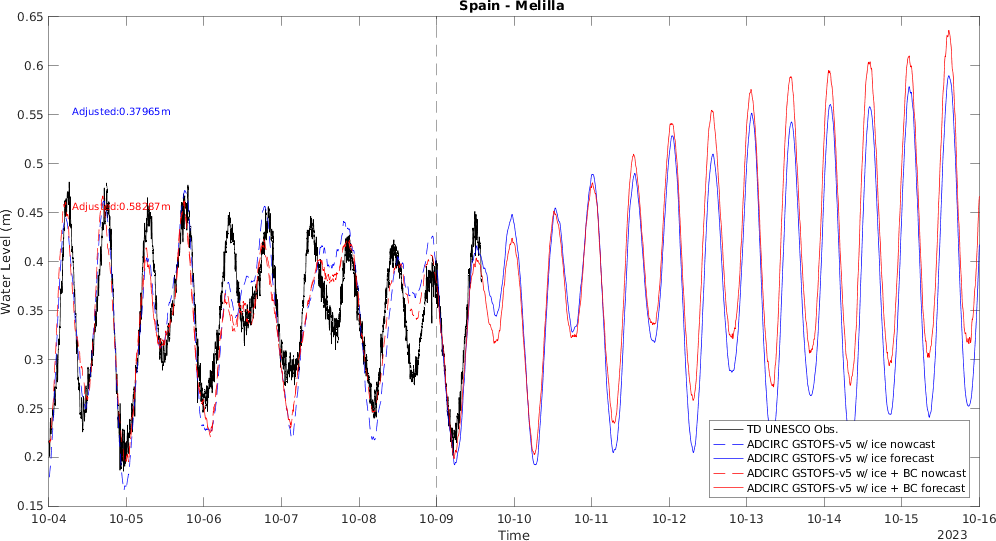 Spain - Melilla
0.65
0.6
0.55
0.5
0.45
0.4
0.35
0.3
0.25
0.2
0.15
Water Level (m)
Adjusted:0.37965m
Adjusted:0.58287m
TD UNESCO Obs.
ADCIRC GSTOFS-v5 w/ ice nowcast
ADCIRC GSTOFS-v5 w/ ice forecast
ADCIRC GSTOFS-v5 w/ ice + BC nowcast
ADCIRC GSTOFS-v5 w/ ice + BC forecast
10-04 10-05 10-06 10-07 10-08 10-09 10-10 10-11 10-12 10-13 10-14 10-15 10-16
Time
2023